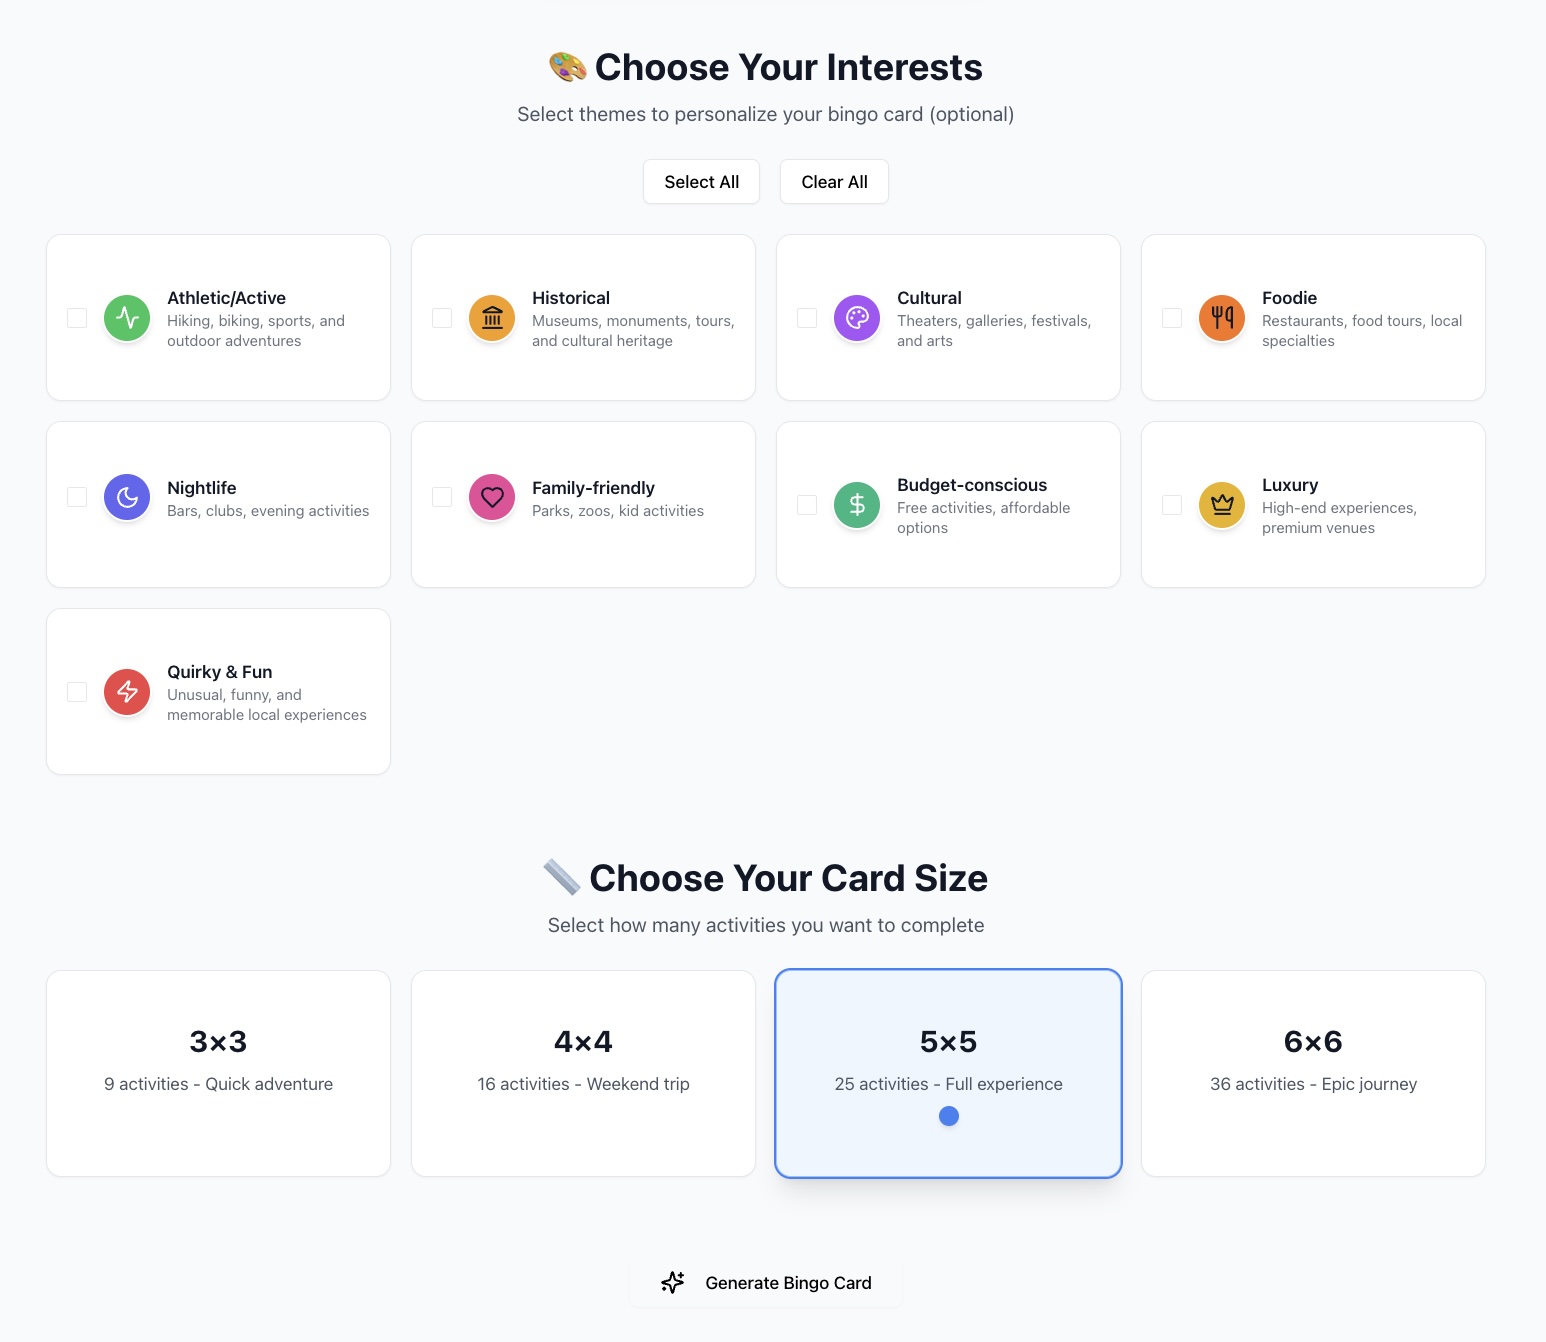 🎨 Choose Your Interests
Select themes to personalize your bingo card (optional)
Select All
Clear All
Athletic/Active
Hiking, biking, sports, and
outdoor adventures
Historical
Museums, monuments, tours,
and cultural heritage
Cultural
Theaters, galleries, festivals,
and arts
Foodie
Restaurants, food tours, local
specialties
Nightlife
Bars, clubs, evening activities
Family-friendly
Parks, zoos, kid activities
Budget-conscious
Free activities, affordable
options
Luxury
High-end experiences,
premium venues
Quirky & Fun
Unusual, funny, and
memorable local experiences
📏 Choose Your Card Size
Select how many activities you want to complete
3×3
9 activities - Quick adventure
4×4
16 activities - Weekend trip
5×5
25 activities - Full experience
6×6
36 activities - Epic journey
Generate Bingo Card